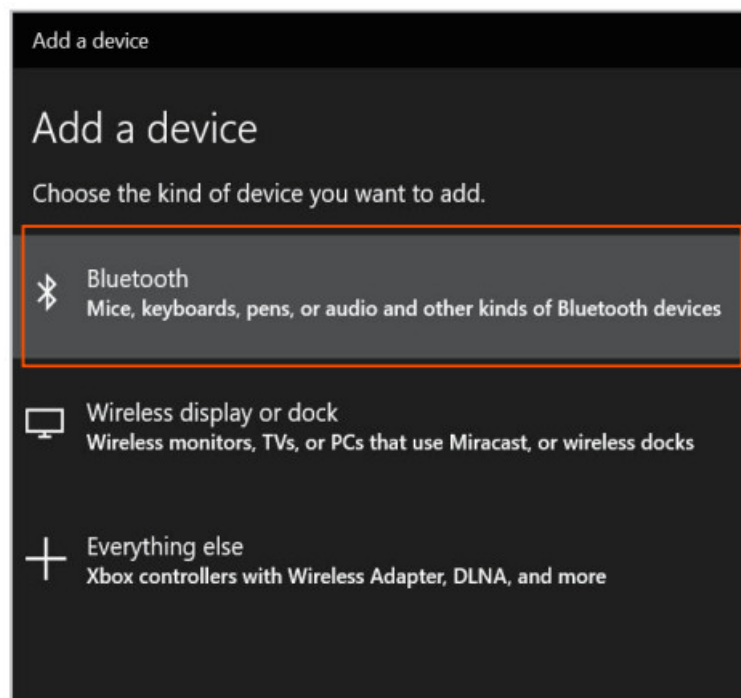 Add a device
Add a device
Choose the kind of device you want to add.
Bluetooth
Mice, keyboards, pens, or audio and other kinds of Bluetooth devices
Wireless display or dock
Wireless monitors, TVs, or PCs that use Miracast, or wireless docks
Everything else
Xbox controllers with Wireless Adapter, DLNA, and more